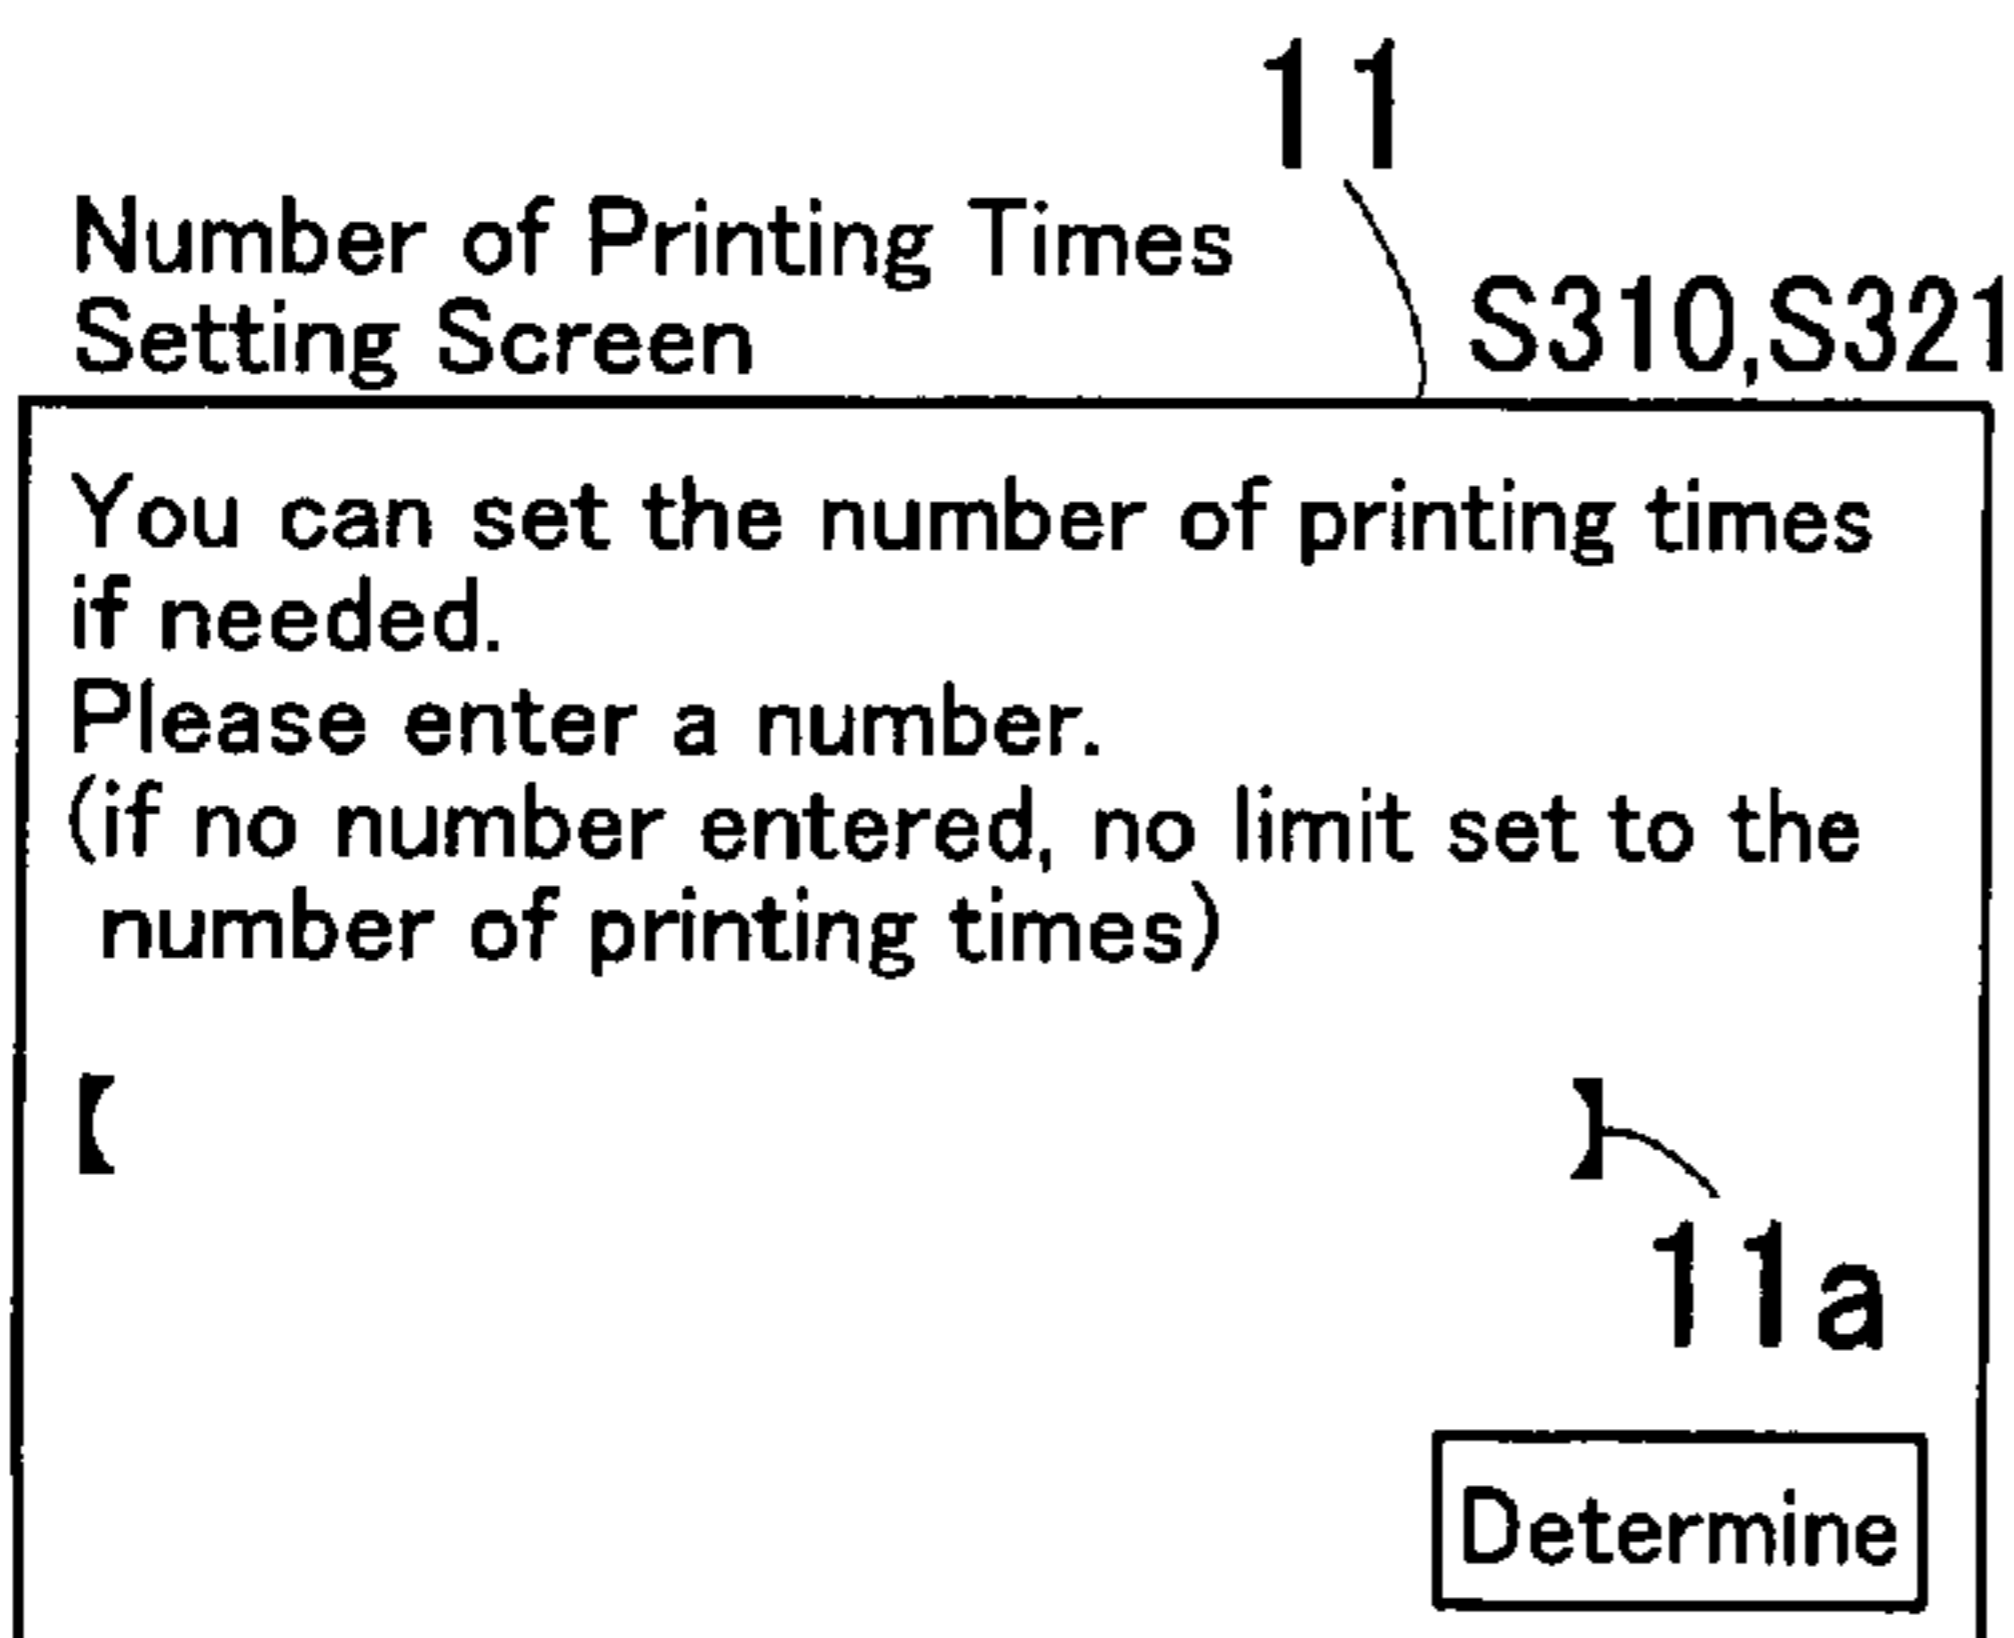 11
Number of Printing Times
Setting Screen
S310,S321
You can set the number of printing times
if needed.
Please enter a number.
(if no number entered, no limit set to the
number of printing times)
【 】
11a
Determine